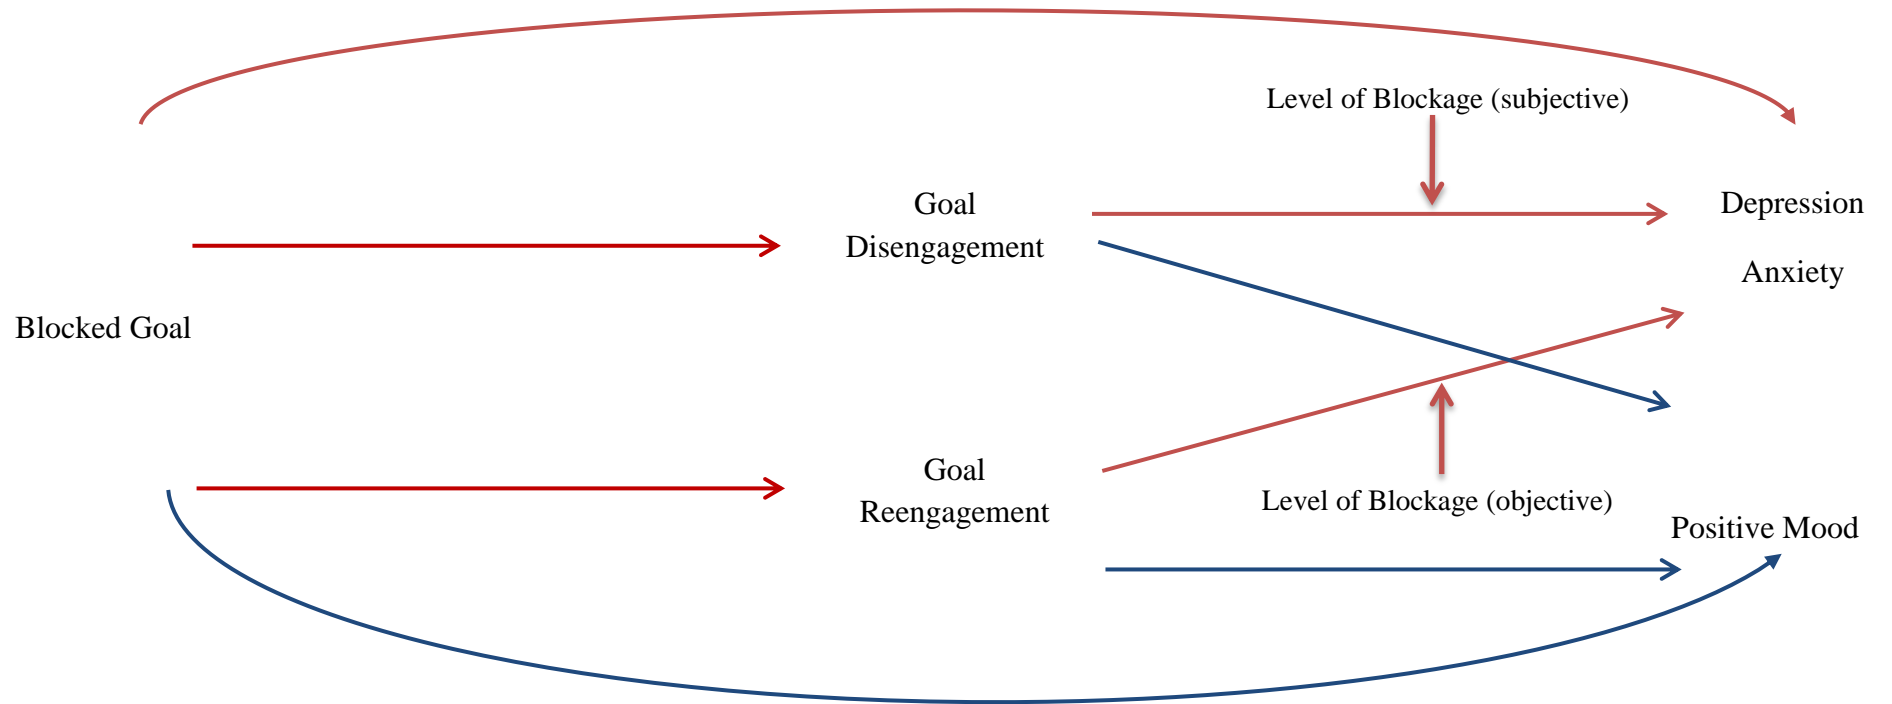 Level of Blockage (subjective)
Goal
Disengagement
Depression
Anxiety
Blocked Goal
Goal
Reengagement
Level of Blockage (objective)
Positive Mood